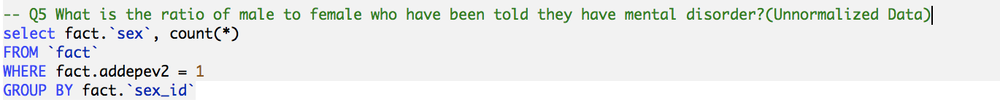 -- Q5 What is the ratio of male to female who have been told they have mental disorder?(Unnormalized Data)
select fact.`sex`, count(*)
FROM `fact`
WHERE fact.addepev2 = 1
GROUP BY fact.`sex_id`